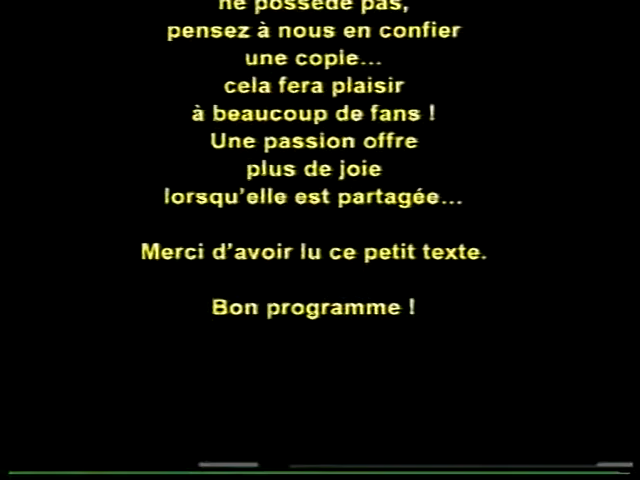 ne possède pas,
pensez à nous en confier
une copie...
cela fera plaisir
à beaucoup de fans !
Une passion offre
plus de joie
lorsqu'elle est partagée...
Merci d'avoir lu ce petit texte.
Bon programme !